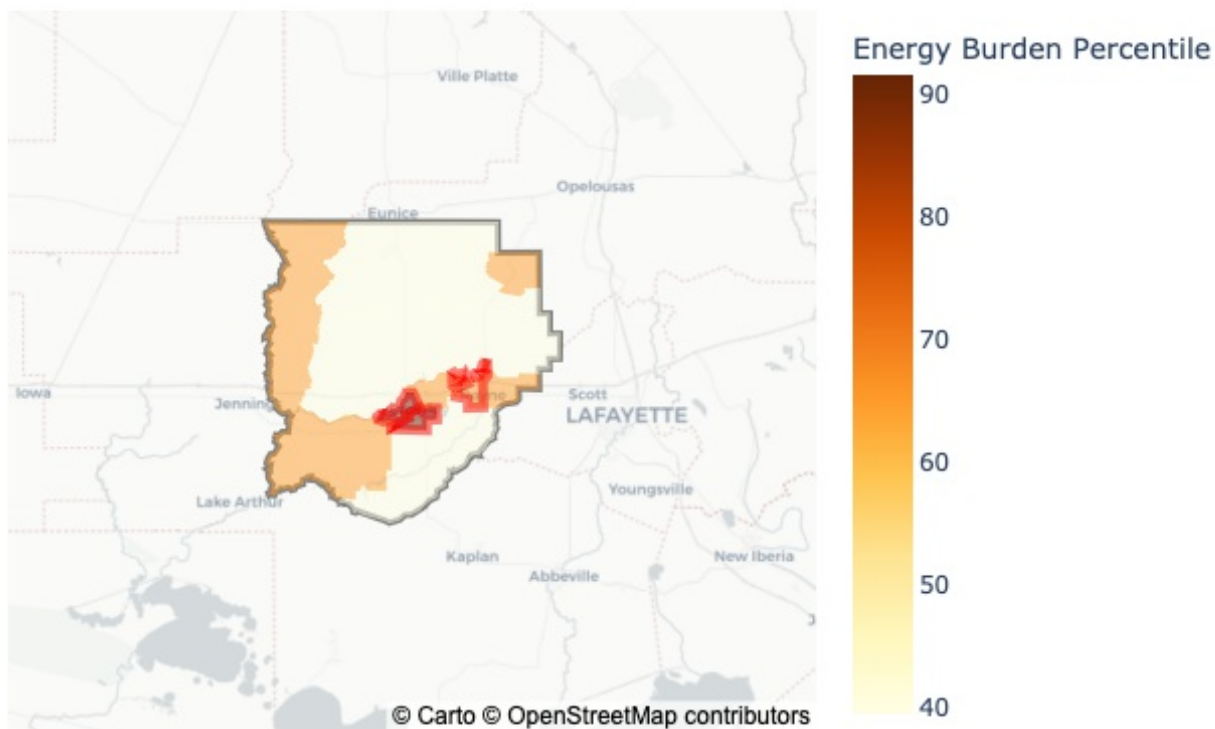 Energy Burden Percentile
Ville Platte
90
Opelousas
80
Eunice
70
Iowa
Jenning
Scott
LAFAYETTE
60
Lake Arthur
Youngsville
Kaplan
New Iberia
Abbeville
50
40
© Carto © OpenStreetMap contributors